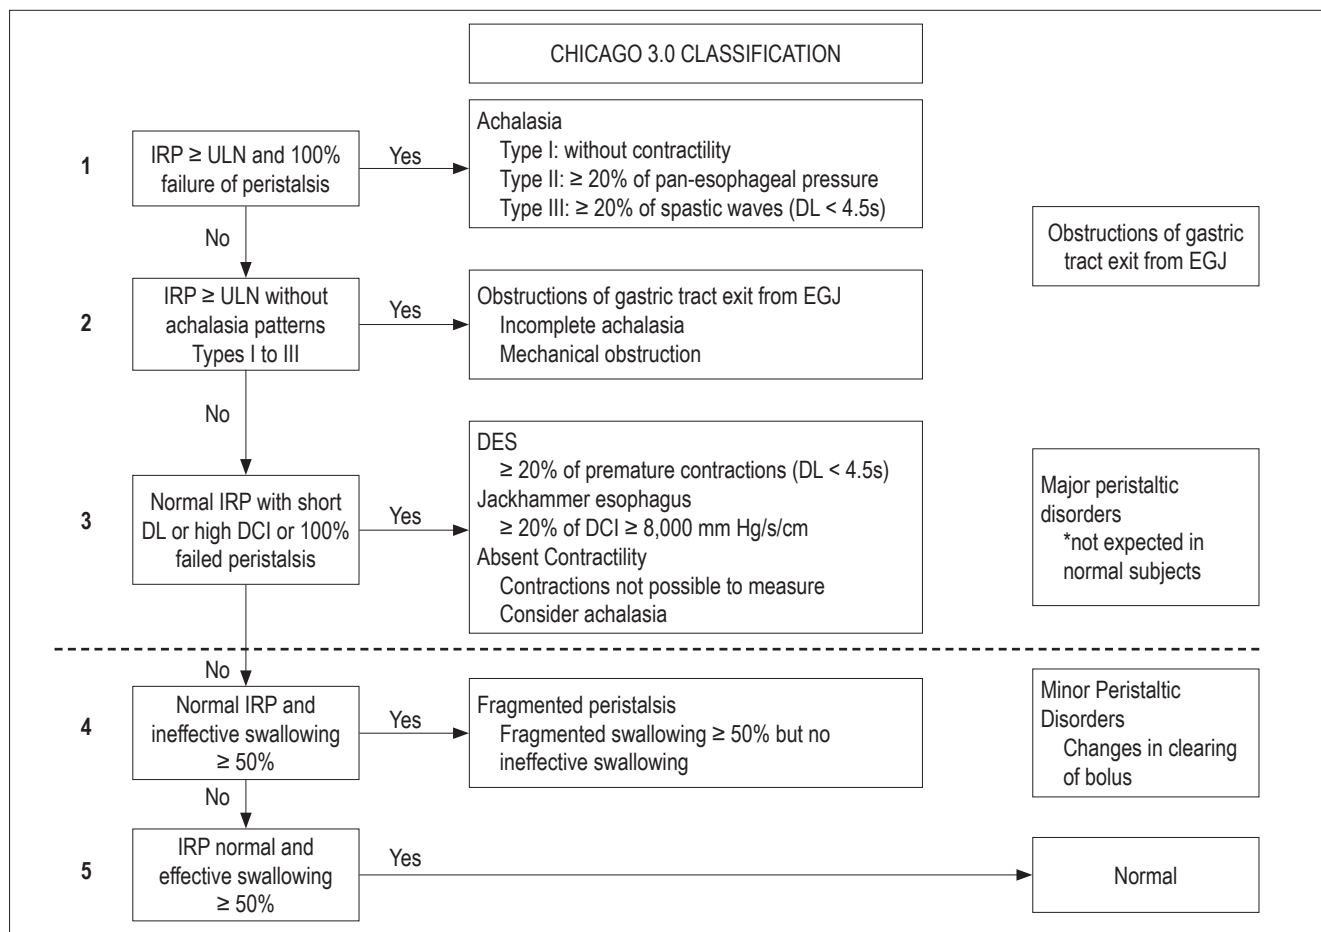 CHICAGO 3.0 CLASSIFICATION
1
IRP ≥ ULN and 100%
failure of peristalsis
Yes
Achalasia
Type I: without contractility
Type II: ≥ 20% of pan-esophageal pressure
Type III: ≥ 20% of spastic waves (DL < 4.5s)
Obstructions of gastric
tract exit from EGJ
No
2
IRP ≥ ULN without
achalasia patterns
Types I to III
Yes
Obstructions of gastric tract exit from EGJ
Incomplete achalasia
Mechanical obstruction
No
3
Normal IRP with short
DL or high DCI or 100%
failed peristalsis
Yes
DES
≥ 20% of premature contractions (DL < 4.5s)
Jackhammer esophagus
≥ 20% of DCI ≥ 8,000 mm Hg/s/cm
Absent Contractility
Contractions not possible to measure
Consider achalasia
Major peristaltic
disorders
*not expected in
normal subjects
No
4
Normal IRP and
ineffective swallowing
≥ 50%
Yes
Fragmented peristalsis
Fragmented swallowing ≥ 50% but no
ineffective swallowing
Minor Peristaltic
Disorders
Changes in clearing
of bolus
No
5
IRP normal and
effective swallowing
≥ 50%
Yes
Normal